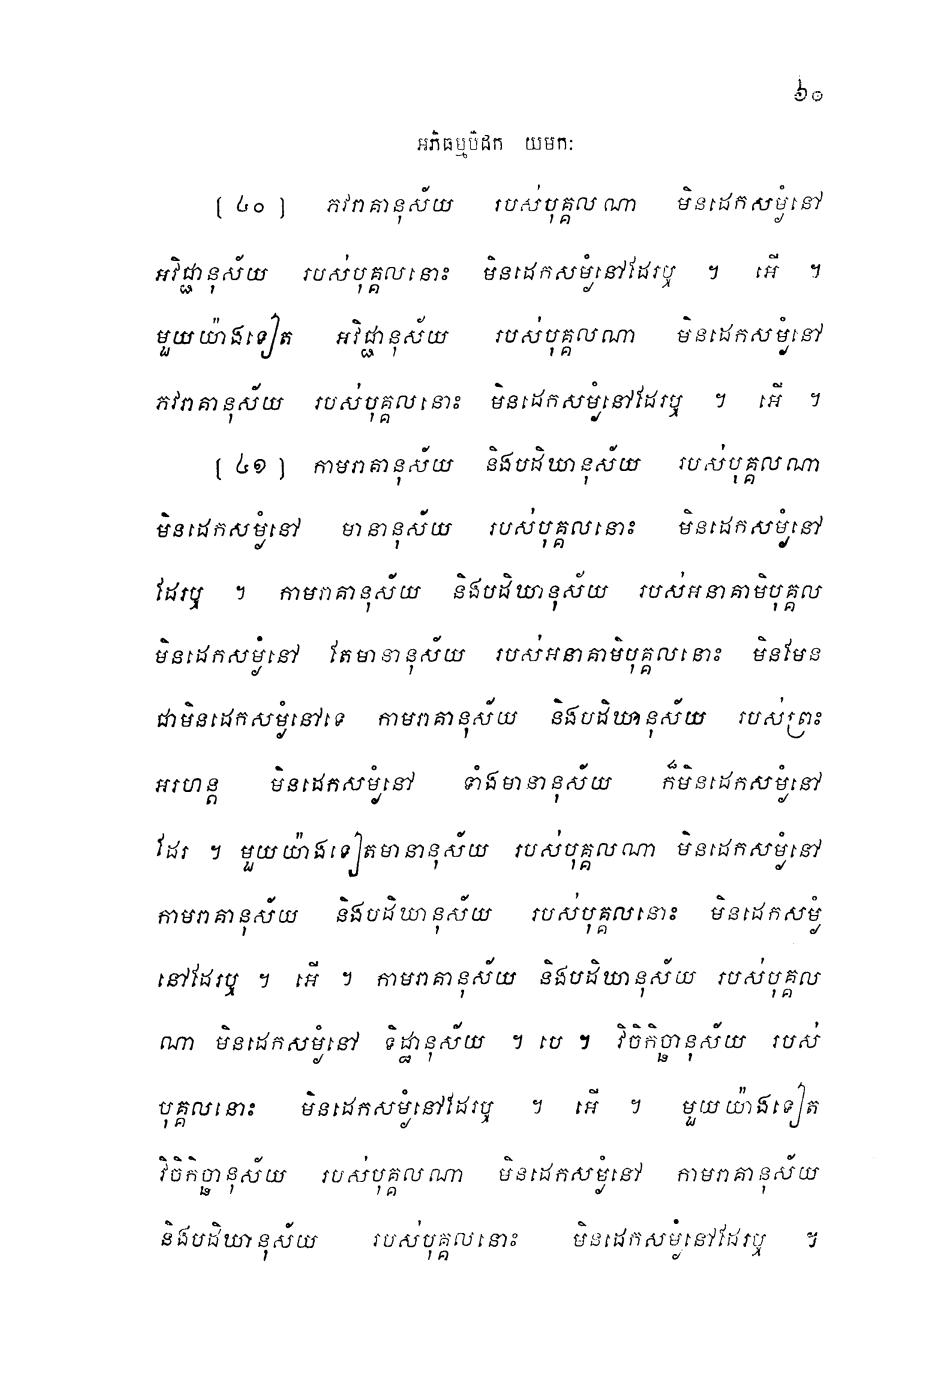 ៦០
អភិធម្មបិដក យមកៈ
[ ៤០ ] ភវរាគានុស័យ របស់បុគ្គលណា មិនដេកសម្ងំនៅ
អវិជ្ជានុស័យ របស់បុគ្គលនោះ មិនដេកសម្ងំនៅដែរឬ ។ អើ ។
មួយយ៉ាងទៀត អវិជ្ជានុស័យ របស់បុគ្គលណា មិនដេកសម្ងំនៅ
ភវរាគានុស័យ របស់បុគ្គលនោះ មិនដេកសម្ងំនៅដែរឬ ។ អើ ។
[ ៤១ ] កាមរាគានុស័យ និងបដិឃានុស័យ របស់បុគ្គលណា
មិនដេកសម្ងំនៅ មានានុស័យ របស់បុគ្គលនោះ មិនដេកសម្ងំនៅ
ដែរឬ ។ កាមរាគានុស័យ និងបដិឃានុស័យ របស់អនាគាមិបុគ្គល
មិនដេកសម្ងំនៅ តែមានានុស័យ របស់អនាគាមិបុគ្គលនោះ មិនមែន
ជាមិនដេកសម្ងំនៅទេ កាមរាគានុស័យ និងបដិឃានុស័យ របស់ព្រះ
អរហន្ត មិនដេកសម្ងំនៅ ទាំងមានានុស័យ ក៏មិនដេកសម្ងំនៅ
ដែរ ។ មួយយ៉ាងទៀតមានានុស័យ របស់បុគ្គលណា មិនដេកសម្ងំនៅ
កាមរាគានុស័យ និងបដិឃានុស័យ របស់បុគ្គលនោះ មិនដេកសម្ងំ
នៅដែរឬ ។ អើ ។ កាមរាគានុស័យ និងបដិឃានុស័យ របស់បុគ្គល
ណា មិនដេកសម្ងំនៅ ទិដ្ឋានុស័យ ។ បេ ។ វិចិកិច្ឆានុស័យ របស់
បុគ្គលនោះ មិនដេកសម្ងំនៅដែរឬ ។ អើ ។ មួយយ៉ាងទៀត
វិចិកិច្ឆានុស័យ របស់បុគ្គលណា មិនដេកសម្ងំនៅ កាមរាគានុស័យ
និងបដិឃានុស័យ របស់បុគ្គលនោះ មិនដេកសម្ងំនៅដែរឬ ។